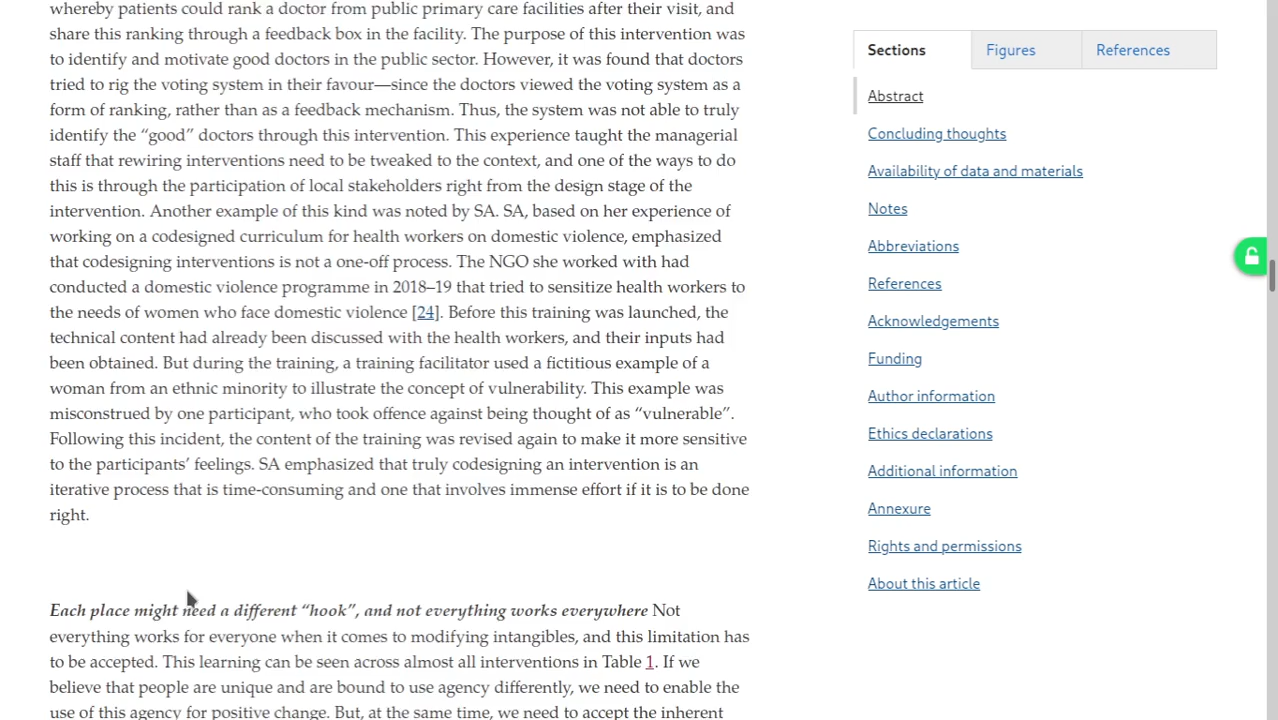 whereby patients could rank a doctor from public primary care facilities after their visit, and
share this ranking through a feedback box in the facility. The purpose of this intervention was
to identify and motivate good doctors in the public sector. However, it was found that doctors
tried to rig the voting system in their favour—since the doctors viewed the voting system as a
form of ranking, rather than as a feedback mechanism. Thus, the system was not able to truly
identify the “good” doctors through this intervention. This experience taught the managerial
staff that rewiring interventions need to be tweaked to the context, and one of the ways to do
this is through the participation of local stakeholders right from the design stage of the
intervention. Another example of this kind was noted by SA. SA, based on her experience of
working on a codesigned curriculum for health workers on domestic violence, emphasized
that codesigning interventions is not a one-off process. The NGO she worked with had
conducted a domestic violence programme in 2018–19 that tried to sensitize health workers to
the needs of women who face domestic violence [24]. Before this training was launched, the
technical content had already been discussed with the health workers, and their inputs had
been obtained. But during the training, a training facilitator used a fictitious example of a
woman from an ethnic minority to illustrate the concept of vulnerability. This example was
misconstrued by one participant, who took offence against being thought of as “vulnerable”.
Following this incident, the content of the training was revised again to make it more sensitive
to the participants’ feelings. SA emphasized that truly codesigning an intervention is an
iterative process that is time-consuming and one that involves immense effort if it is to be done
right.
Each place might need a different “hook”, and not everything works everywhere Not
everything works for everyone when it comes to modifying intangibles, and this limitation has
to be accepted. This learning can be seen across almost all interventions in Table 1. If we
believe that people are unique and are bound to use agency differently, we need to enable the
use of this agency for positive change. But, at the same time, we need to accept the inherent
Sections Figures References
Abstract
Concluding thoughts
Availability of data and materials
Notes
Abbreviations
References
Acknowledgements
Funding
Author information
Ethics declarations
Additional information
Annexure
Rights and permissions
About this article